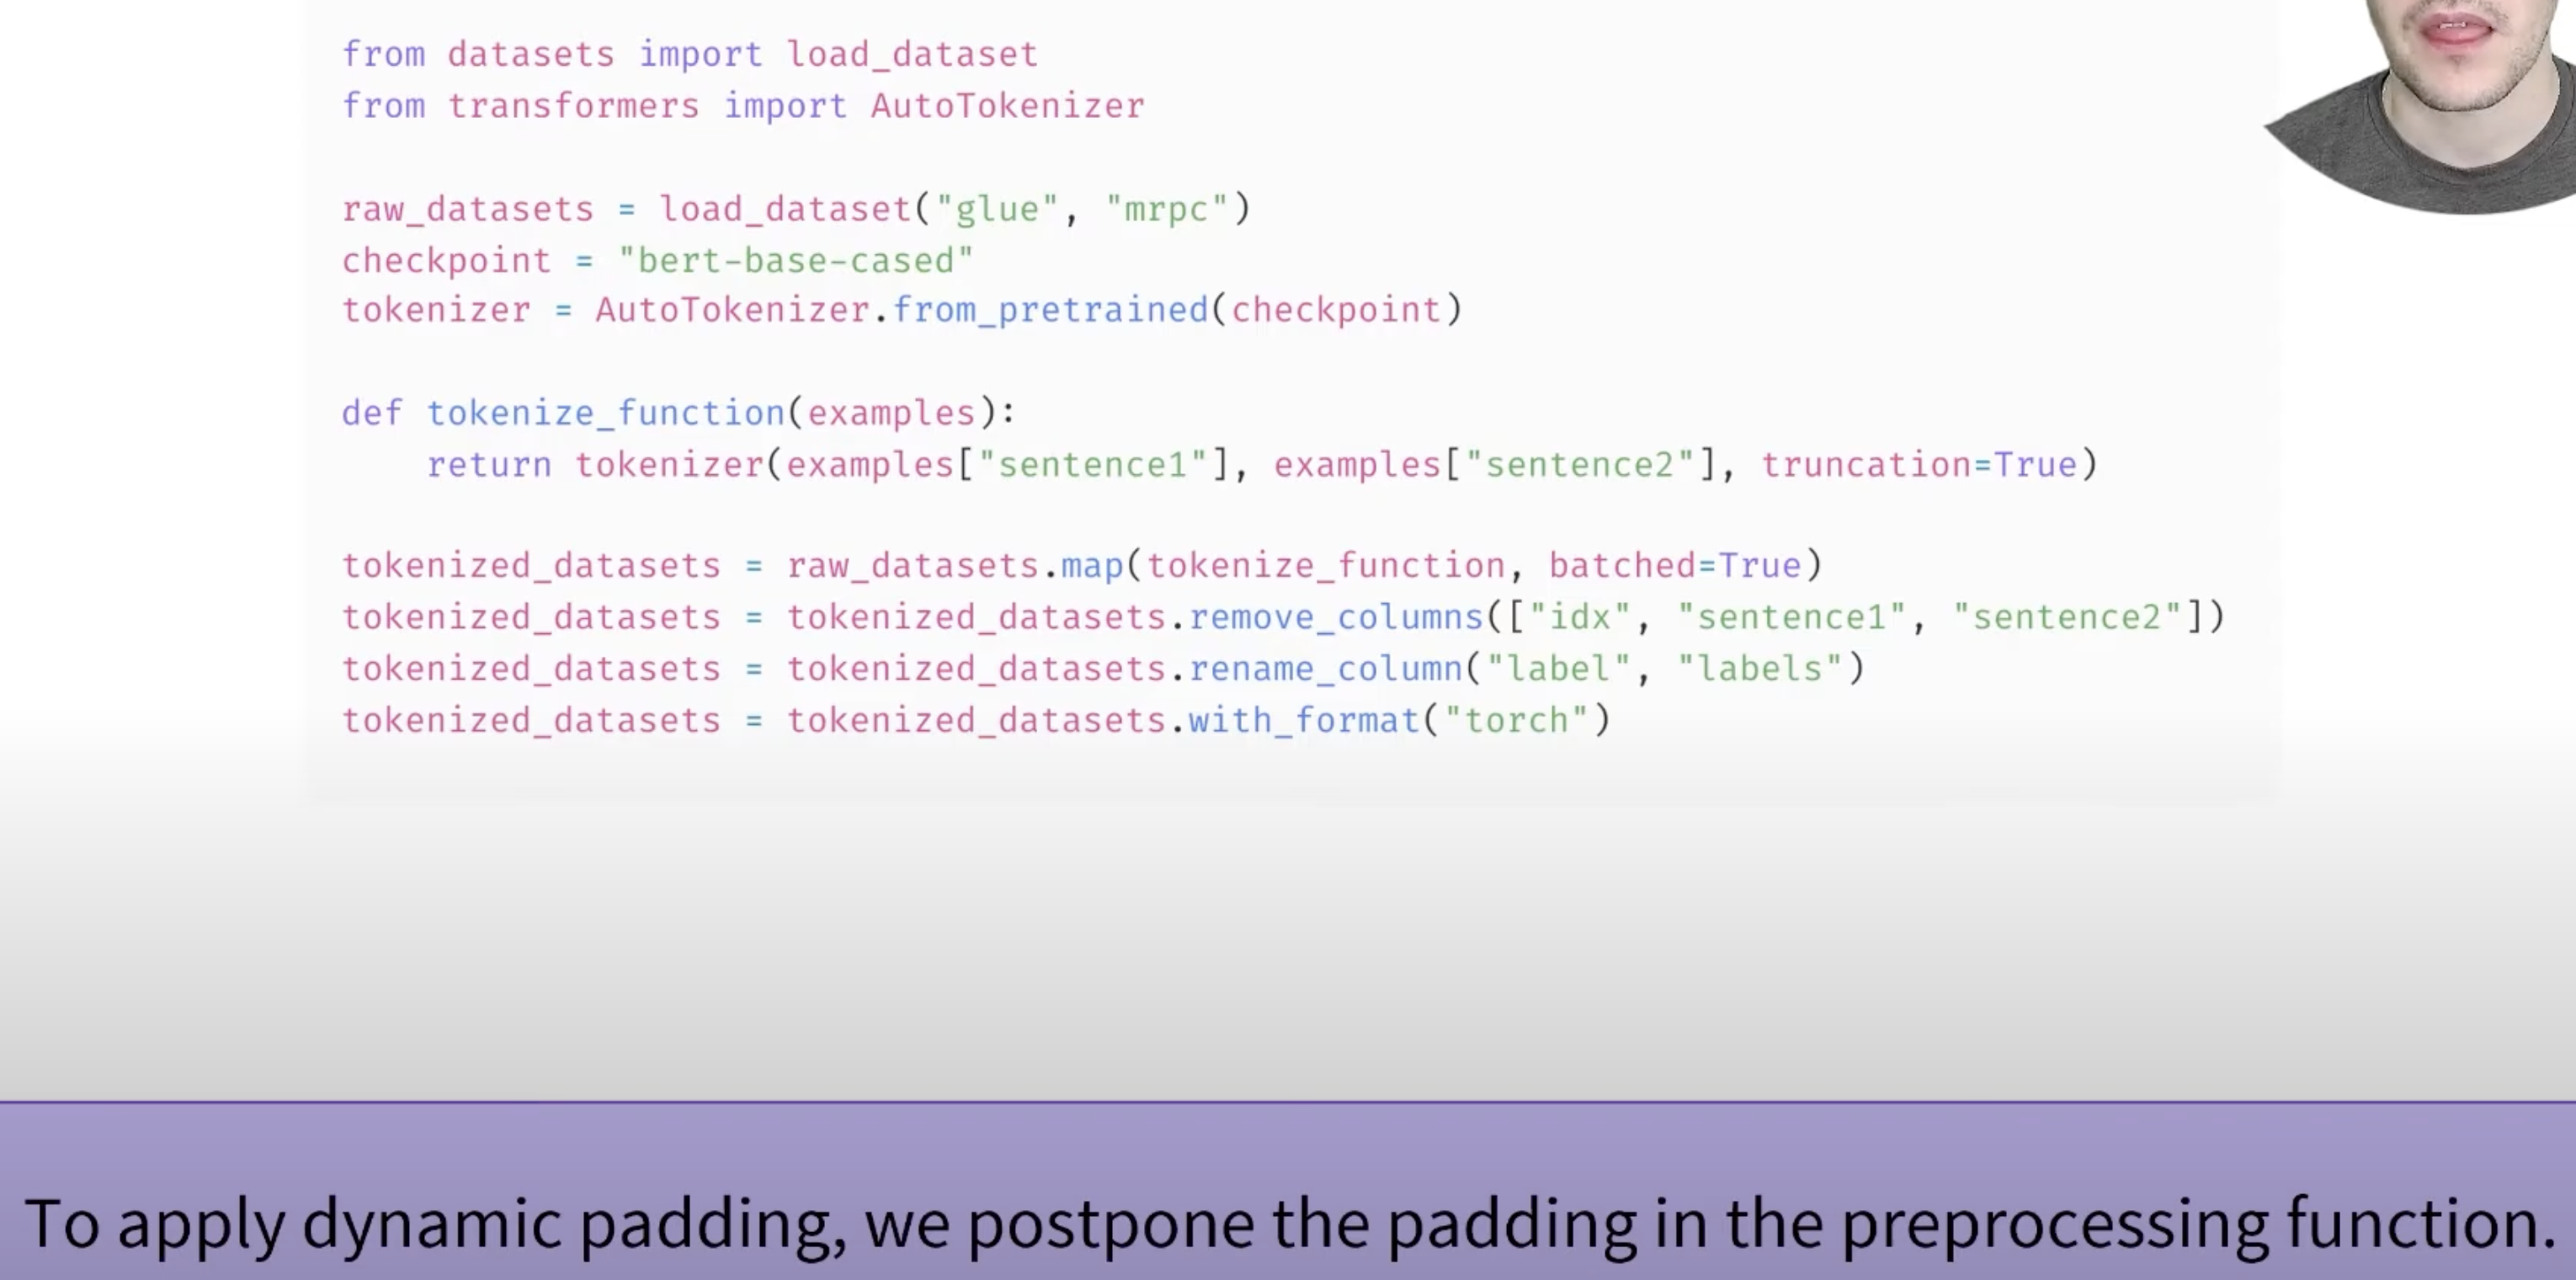 from datasets import load_dataset
from transformers import AutoTokenizer
raw_datasets = load_dataset("glue", "mrpc")
checkpoint = "bert-base-cased"
tokenizer = AutoTokenizer.from_pretrained(checkpoint)
def tokenize_function(examples):
    return tokenizer(examples["sentence1"], examples["sentence2"], truncation=True)
tokenized_datasets = raw_datasets.map(tokenize_function, batched=True)
tokenized_datasets = tokenized_datasets.remove_columns(["idx", "sentence1", "sentence2"])
tokenized_datasets = tokenized_datasets.rename_column("label", "labels")
tokenized_datasets = tokenized_datasets.with_format("torch")
To apply dynamic padding, we postpone the padding in the preprocessing function.